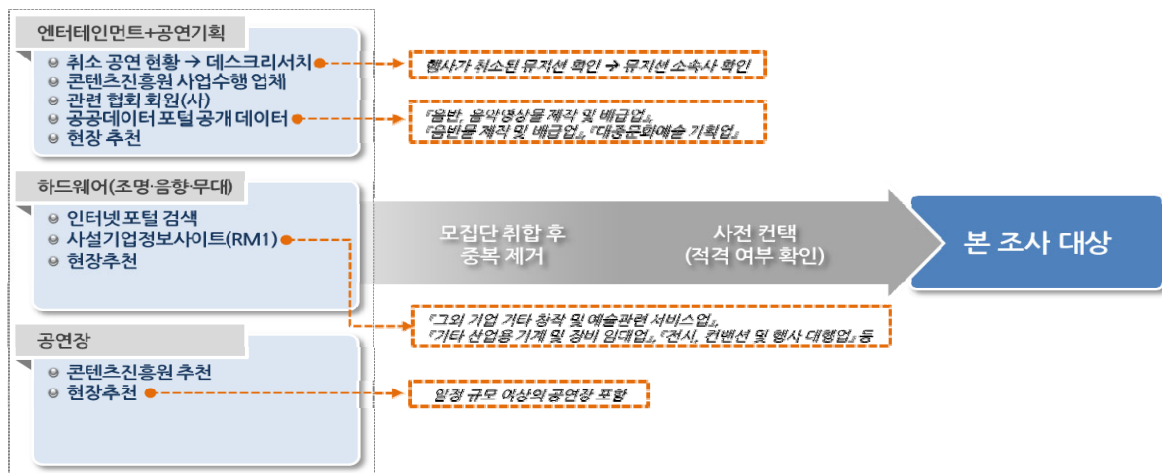 엔터테인먼트+공연기획
취소 공연 현황 → 데스크리서치
콘텐츠진흥원 사업수행 업체
관련 협회 회원(사)
공공데이터 포털 공개 데이터
현장 추천
행사가 취소된 뮤지션 확인 → 뮤지션 소속사 확인
『음반, 음악영상물 제작 및 배급업』,
『음반물 제작 및 배급업』, 『대중문화예술 기획업』
하드웨어(조명·음향·무대)
인터넷 포털 검색
사설기업정보사이트(RM1)
현장추천
모집단 취합 후
중복 제거
사전 컨택
(적격 여부 확인)
본 조사 대상
『그외 기업 기타 창작 및 예술관련 서비스업』,
『기타 산업용 기계 및 장비 임대업』, 『전시, 컨벤션 및 행사 대행업』 등
공연장
콘텐츠진흥원 추천
현장추천
일정 규모 이상의 공연장 포함